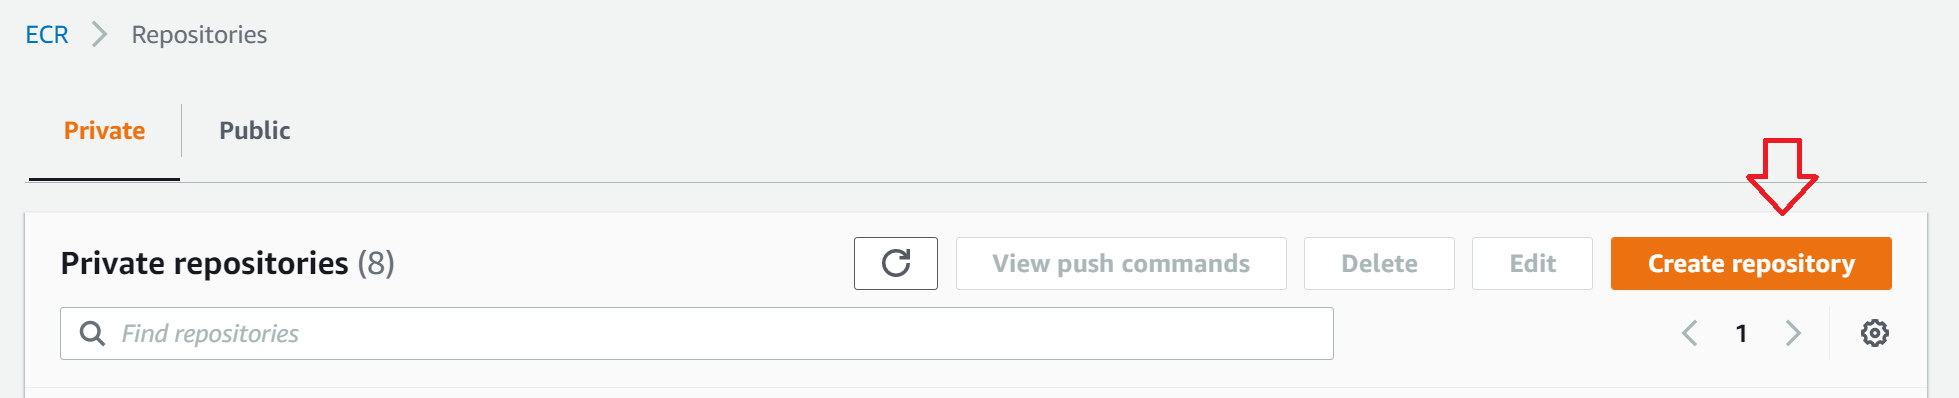 ECR Repositories
Private Public
Private repositories (8) View push commands Delete Edit Create repository
Find repositories 1